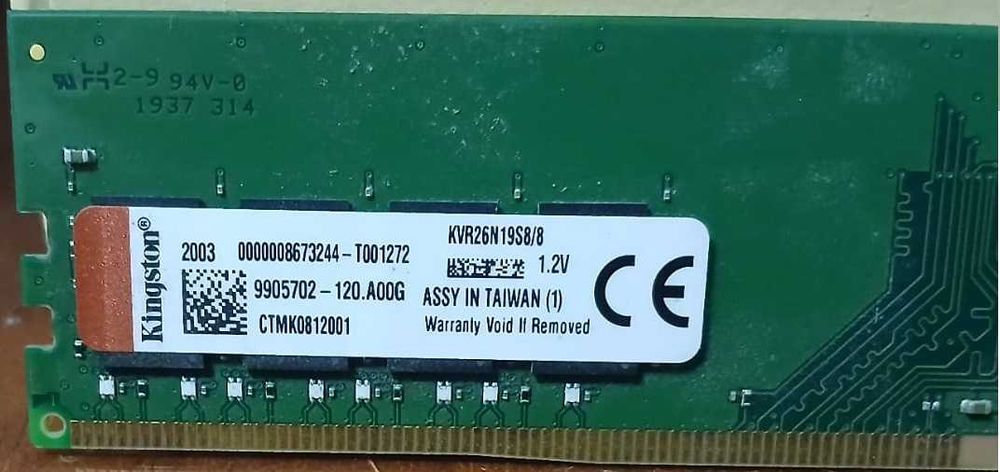 2-9 94V-0
1937 314
Kingston®
2003 0000008673244-T001272
KVR26N19S8/8
1.2V
9905702-120.A00G
ASSY IN TAIWAN (1)
CTMK0812001
Warranly Void If Removed
CE